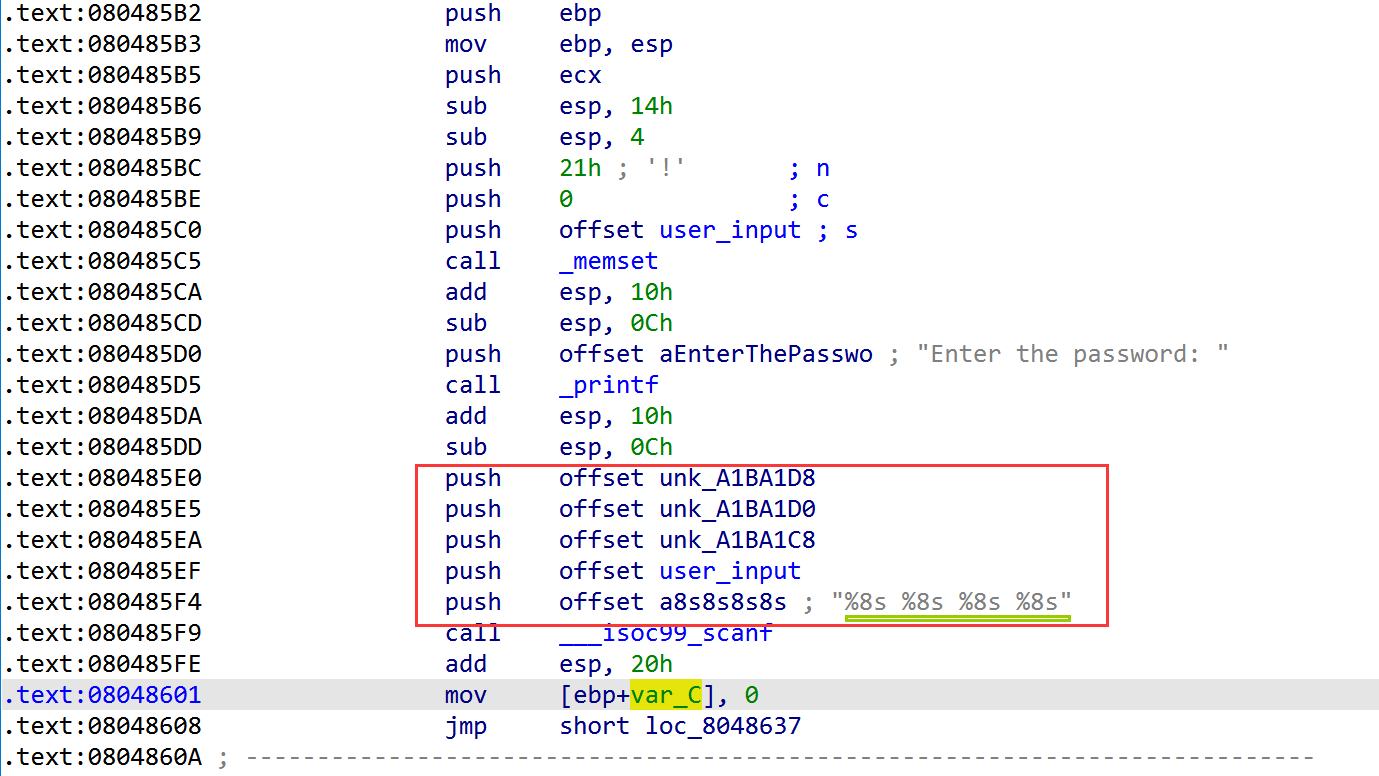 .text:080485B2 push ebp
.text:080485B3 mov ebp, esp
.text:080485B5 push ecx
.text:080485B6 sub esp, 14h
.text:080485B9 sub esp, 4
.text:080485BC push 21h ; '!' ; n
.text:080485BE push 0 ; c
.text:080485C0 push offset user_input ; s
.text:080485C5 call _memset
.text:080485CA add esp, 10h
.text:080485CD sub esp, 0Ch
.text:080485D0 push offset aEnterThePasswo ; "Enter the password: "
.text:080485D5 call _printf
.text:080485DA add esp, 10h
.text:080485DD sub esp, 0Ch
.text:080485E0 push offset unk_A1BA1D8
.text:080485E5 push offset unk_A1BA1D0
.text:080485EA push offset unk_A1BA1C8
.text:080485EF push offset user_input
.text:080485F4 push offset a8s8s8s8s ; "%8s %8s %8s %8s"
.text:080485F9 call ___isoc99_scanf
.text:080485FE add esp, 20h
.text:08048601 mov [ebp+var_C], 0
.text:08048608 jmp short loc_8048637
.text:0804860A ; ---------------------------------------------------------------------------